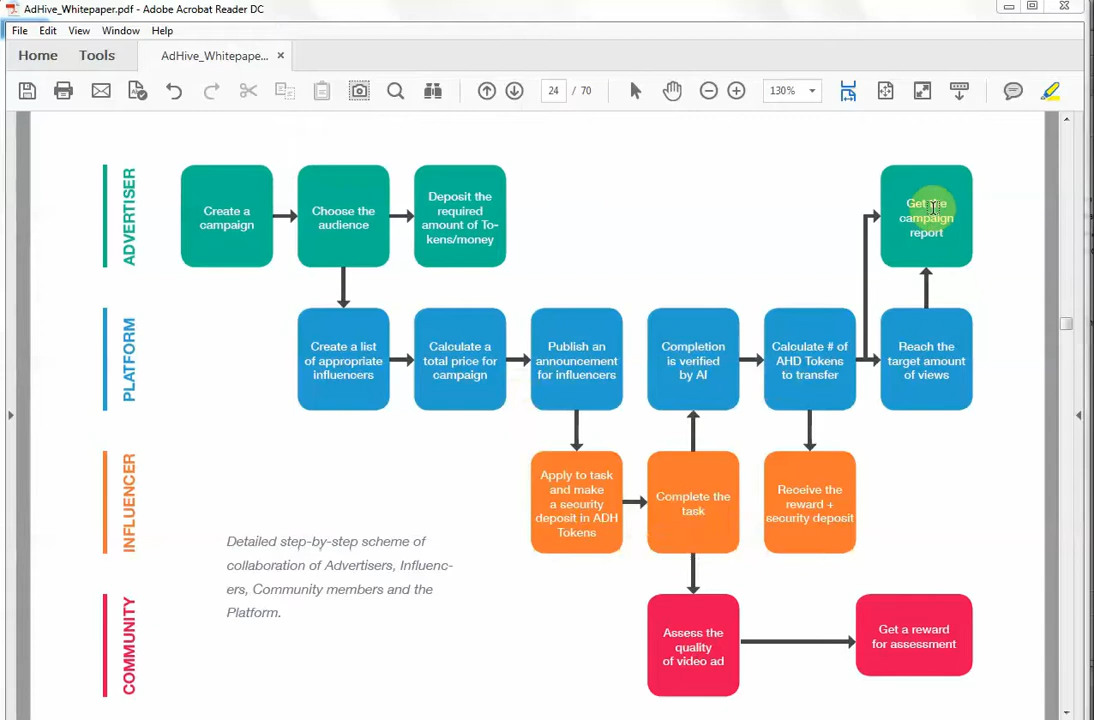 AdHive_Whitepaper.pdf - Adobe Acrobat Reader DC
File Edit View Window Help
Home Tools AdHive_Whitepape... ×
24 / 70 130%
ADVERTISER
Create a
campaign
Choose the
audience
Deposit the
required
amount of To-
kens/money
Get the
campaign
report
PLATFORM
Create a list
of appropriate
influencers
Calculate a
total price for
campaign
Publish an
announcement
for influencers
Completion
is verified
by AI
Calculate # of
AHD Tokens
to transfer
Reach the
target amount
of views
INFLUENCER
Apply to task
and make
a security
deposit in ADH
Tokens
Complete the
task
Receive the
reward +
security deposit
Detailed step-by-step scheme of
collaboration of Advertisers, Influenc-
ers, Community members and the
Platform.
COMMUNITY
Assess the
quality
of video ad
Get a reward
for assessment